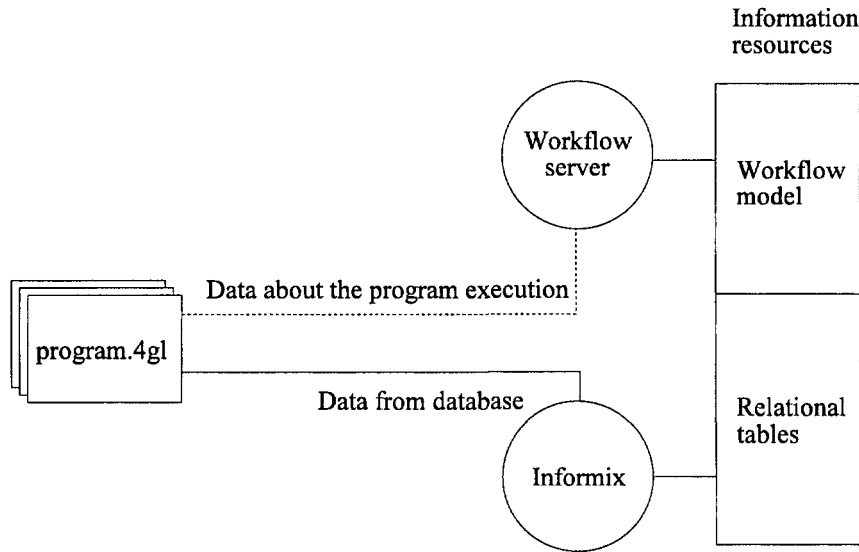 Information
resources
Workflow
server
Workflow
model
Data about the program execution
program.4gl
Data from database
Relational
tables
Informix